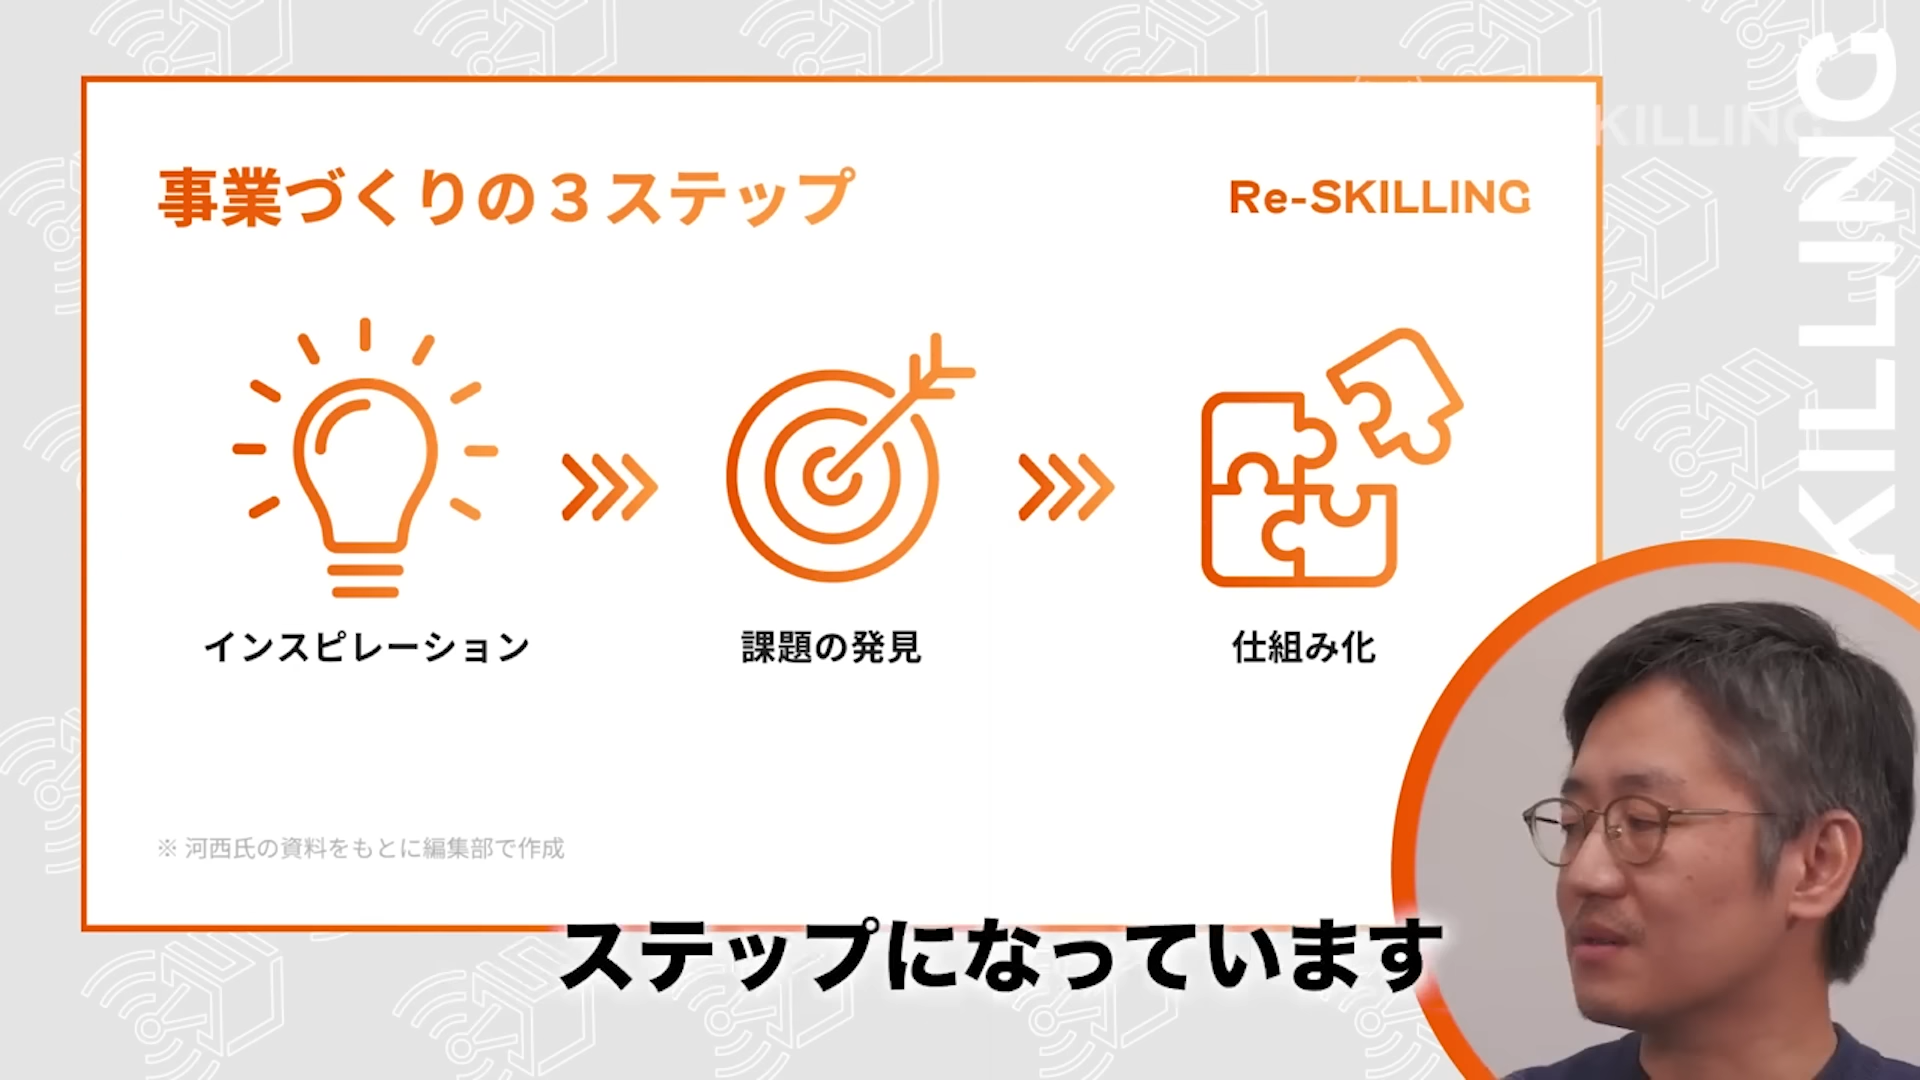 事業づくりの3ステップ
Re-SKILLING
インスピレーション
課題の発見
仕組み化
※ 河西氏の資料をもとに編集部で作成
ステップになっています
KILLING
KILLING